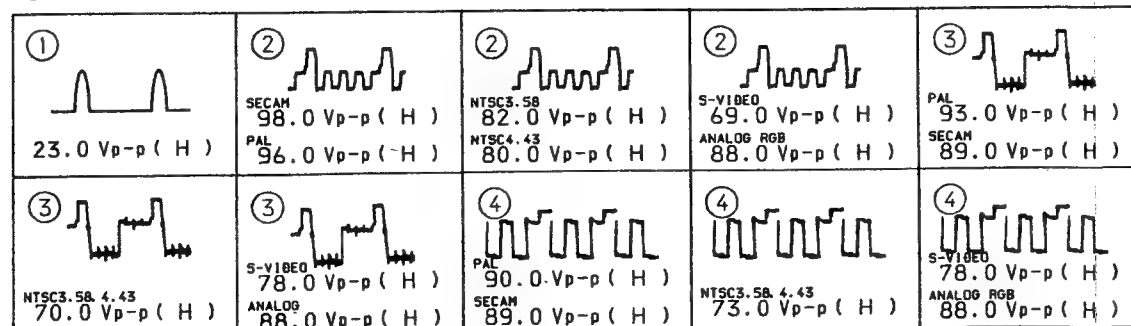 ①
23.0 Vp-p ( H )
②
SECAM
98.0 Vp-p ( H )
PAL
96.0 Vp-p ( H )
②
NTSC3.58
82.0 Vp-p ( H )
NTSC4.43
80.0 Vp-p ( H )
②
S-VIDEO
69.0 Vp-p ( H )
ANALOG RGB
88.0 Vp-p ( H )
③
PAL
93.0 Vp-p ( H )
SECAM
89.0 Vp-p ( H )
③
NTSC3.58. 4.43
70.0 Vp-p ( H )
③
S-VIDEO
78.0 Vp-p ( H )
ANALOG
88.0 Vp-p ( H )
④
PAL
90.0 Vp-p ( H )
SECAM
89.0 Vp-p ( H )
④
NTSC3.58. 4.43
73.0 Vp-p ( H )
④
S-VIDEO
78.0 Vp-p ( H )
ANALOG RGB
88.0 Vp-p ( H )